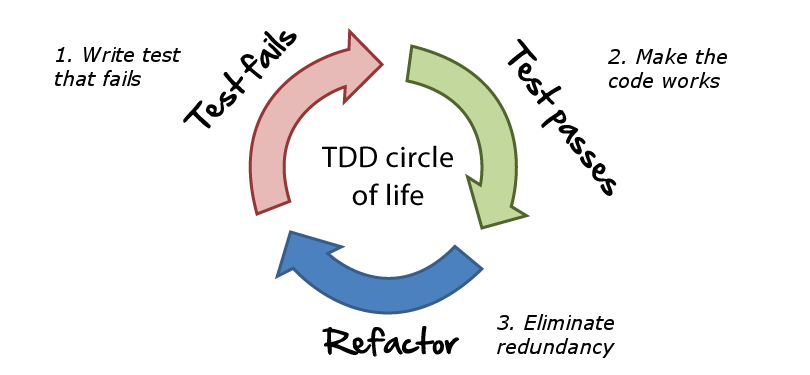 1. Write test
that fails
Test fails
Test passes
2. Make the
code works
TDD circle
of life
Refactor
3. Eliminate
redundancy